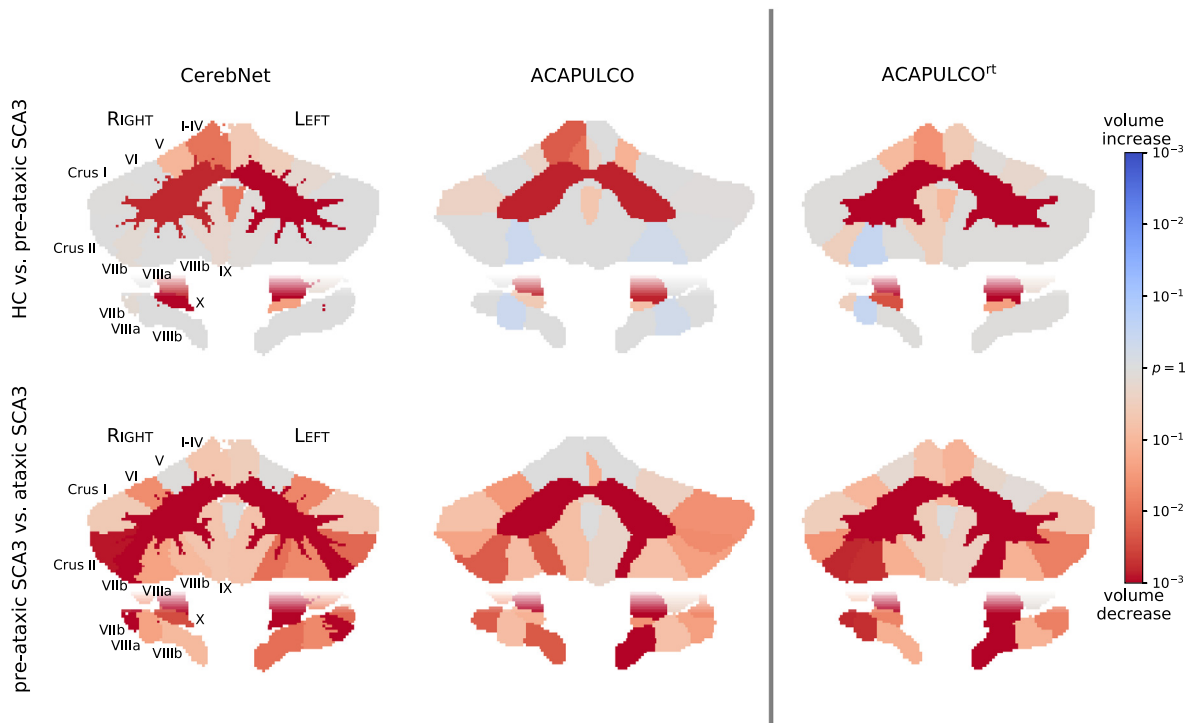 CerebNet
ACAPULCO
ACAPULCOʳᵗ
HC vs. pre-ataxic SCA3
RIGHT
I-IV
LEFT
V
VI
Crus I
Crus II
VIIb
VIIIa
VIIIb
IX
X
VIIb
VIIIa
VIIIb
pre-ataxic SCA3 vs. ataxic SCA3
RIGHT
I-IV
LEFT
V
VI
Crus I
Crus II
VIIb
VIIIa
VIIIb
IX
X
VIIb
VIIIa
VIIIb
volume
increase
10⁻³
10⁻²
10⁻¹
p = 1
10⁻¹
10⁻²
10⁻³
volume
decrease